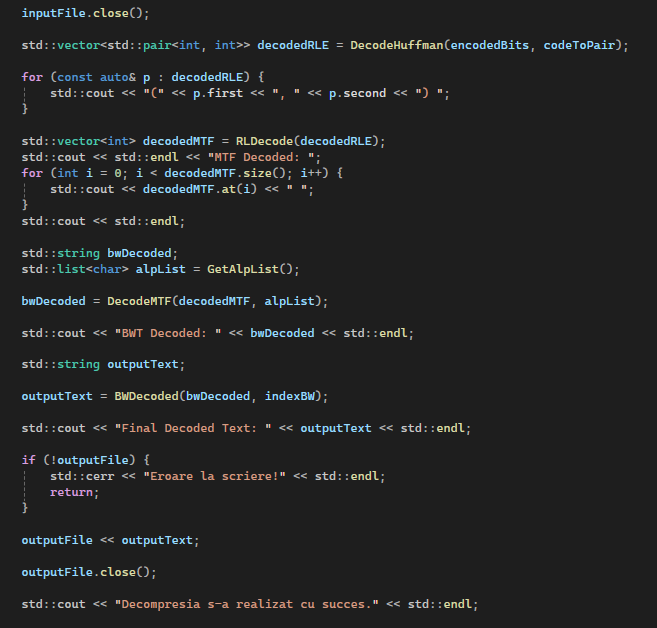 inputFile.close();
std::vector<std::pair<int, int>> decodedRLE = DecodeHuffman(encodedBits, codeToPair);
for (const auto& p : decodedRLE) {
std::cout << "(" << p.first << ", " << p.second << ") ";
}
std::vector<int> decodedMTF = RLDecode(decodedRLE);
std::cout << std::endl << "MTF Decoded: ";
for (int i = 0; i < decodedMTF.size(); i++) {
std::cout << decodedMTF.at(i) << " ";
}
std::cout << std::endl;
std::string bwDecoded;
std::list<char> alpList = GetAlpList();
bwDecoded = DecodeMTF(decodedMTF, alpList);
std::cout << "BWT Decoded: " << bwDecoded << std::endl;
std::string outputText;
outputText = BWDecoded(bwDecoded, indexBW);
std::cout << "Final Decoded Text: " << outputText << std::endl;
if (!outputFile) {
std::cerr << "Eroare la scriere!" << std::endl;
return;
}
outputFile << outputText;
outputFile.close();
std::cout << "Decompresia s-a realizat cu succes." << std::endl;